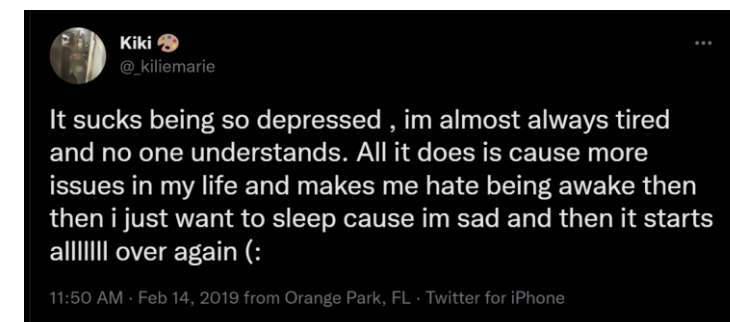 Kiki 🎨
@_kiliemarie
It sucks being so depressed , im almost always tired
and no one understands. All it does is cause more
issues in my life and makes me hate being awake then
then i just want to sleep cause im sad and then it starts
alllllll over again (:
11:50 AM · Feb 14, 2019 from Orange Park, FL · Twitter for iPhone